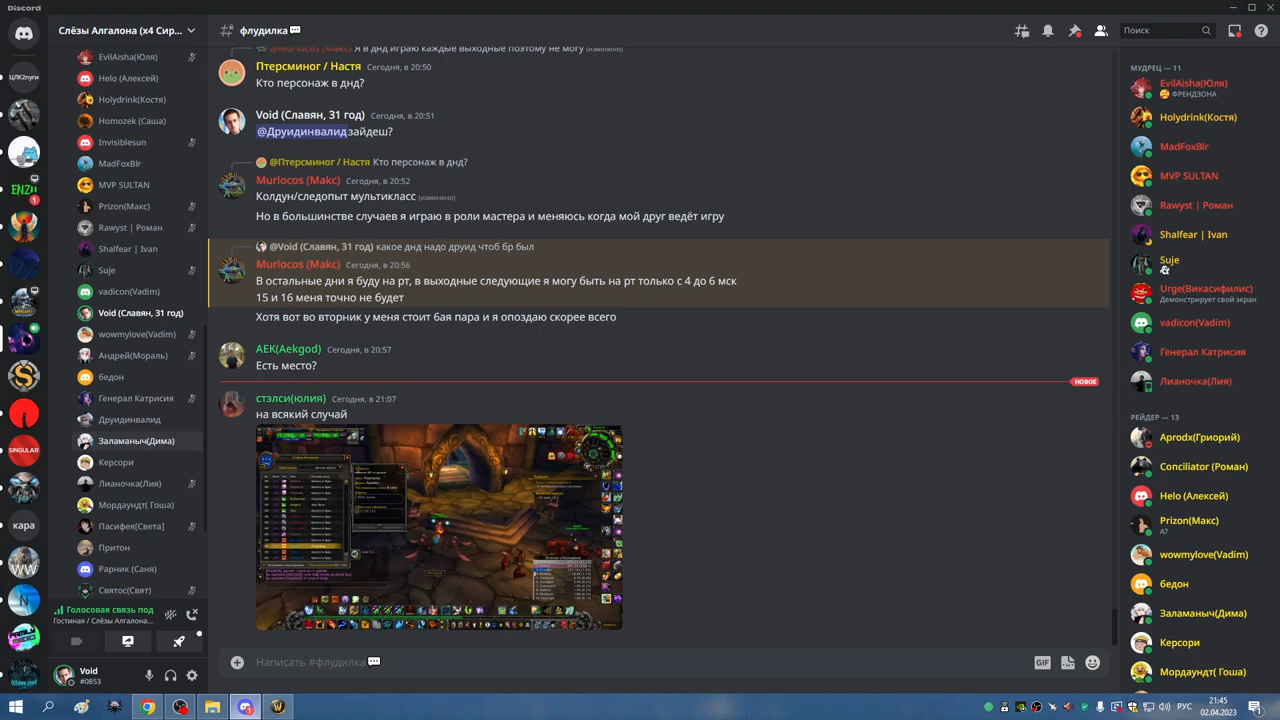 Discord
Слёзы Алгалона (x4 Сир...
флудилка
Поиск
ЦЛК2пуги
ENZO
1
SINGULAR
кара
WW
EvilAisha(Юля)
Helo (Алексей)
Holydrink(Костя)
Homozek (Саша)
Invisiblesun
MadFoxBlr
MVP SULTAN
Prizon(Макс)
Rawyst | Роман
Shalfear | Ivan
Suje
vadicon(Vadim)
Void (Славян, 31 год)
wowmylove(Vadim)
Андрей(Мораль)
бедон
Генерал Катрисия
Друидинвалид
Заламаныч(Дима)
Керсори
Лианочка(Лия)
Мордаундт( Гоша)
Пасифея[Света]
Притон
Рарник (Саня)
Святос(Свят)
Голосовая связь под
Гостиная / Слёзы Алгалона...
Void
#0853
@Murlocos (Макс) Я в днд играю каждые выходные поэтому не могу (изменено)
Птерсминог / Настя Сегодня, в 20:50
Кто персонаж в днд?
Void (Славян, 31 год) Сегодня, в 20:51
@Друидинвалид зайдеш?
@Птерсминог / Настя Кто персонаж в днд?
Murlocos (Макс) Сегодня, в 20:52
Колдун/следопыт мультикласс (изменено)
Но в большинстве случаев я играю в роли мастера и меняюсь когда мой друг ведёт игру
@Void (Славян, 31 год) какое днд надо друид чтоб бр был
Murlocos (Макс) Сегодня, в 20:56
В остальные дни я буду на рт, в выходные следующие я могу быть на рт только с 4 до 6 мск
15 и 16 меня точно не будет
Хотя вот во вторник у меня стоит 6ая пара и я опоздаю скорее всего
AEK(Aekgod) Сегодня, в 20:57
Есть место?
НОВОЕ
стэлси(юлия) Сегодня, в 21:07
на всякий случай
Написать #флудилка
GIF
МУДРЕЦ — 11
EvilAisha(Юля)
ФРЕНДЗОНА
Holydrink(Костя)
MadFoxBlr
MVP SULTAN
Rawyst | Роман
Shalfear | Ivan
Suje
Urge(Викасифилис)
Демонстрирует свой экран
vadicon(Vadim)
Генерал Катрисия
Лианочка(Лия)
РЕЙДЕР — 13
Aprodx(Гриорий)
Conciliator (Роман)
Helo (Алексей)
Prizon(Макс)
А?
wowmylove(Vadim)
бедон
Заламаныч(Дима)
Керсори
Мордаундт( Гоша)
РУС
21:45
02.04.2023
1